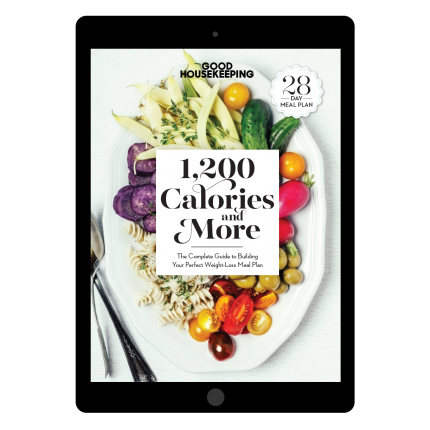 GOOD
HOUSEKEEPING
28
DAY
MEAL PLAN
1,200
Calories
and
More
The Complete Guide to Building
Your Perfect Weight-Loss Meal Plan